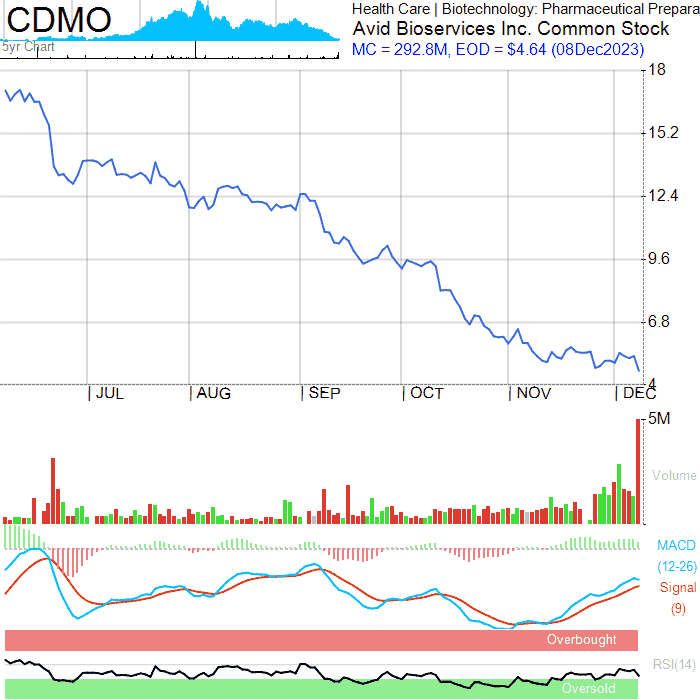 CDMO
5yr Chart
Health Care | Biotechnology: Pharmaceutical Prepara
Avid Bioservices Inc. Common Stock
MC = 292.8M, EOD = $4.64 (08Dec2023)
18
15.2
12.4
9.6
6.8
4
JUL
AUG
SEP
OCT
NOV
DEC
5M
Volume
MACD
(12-26)
Signal
(9)
Overbought
RSI(14)
Oversold